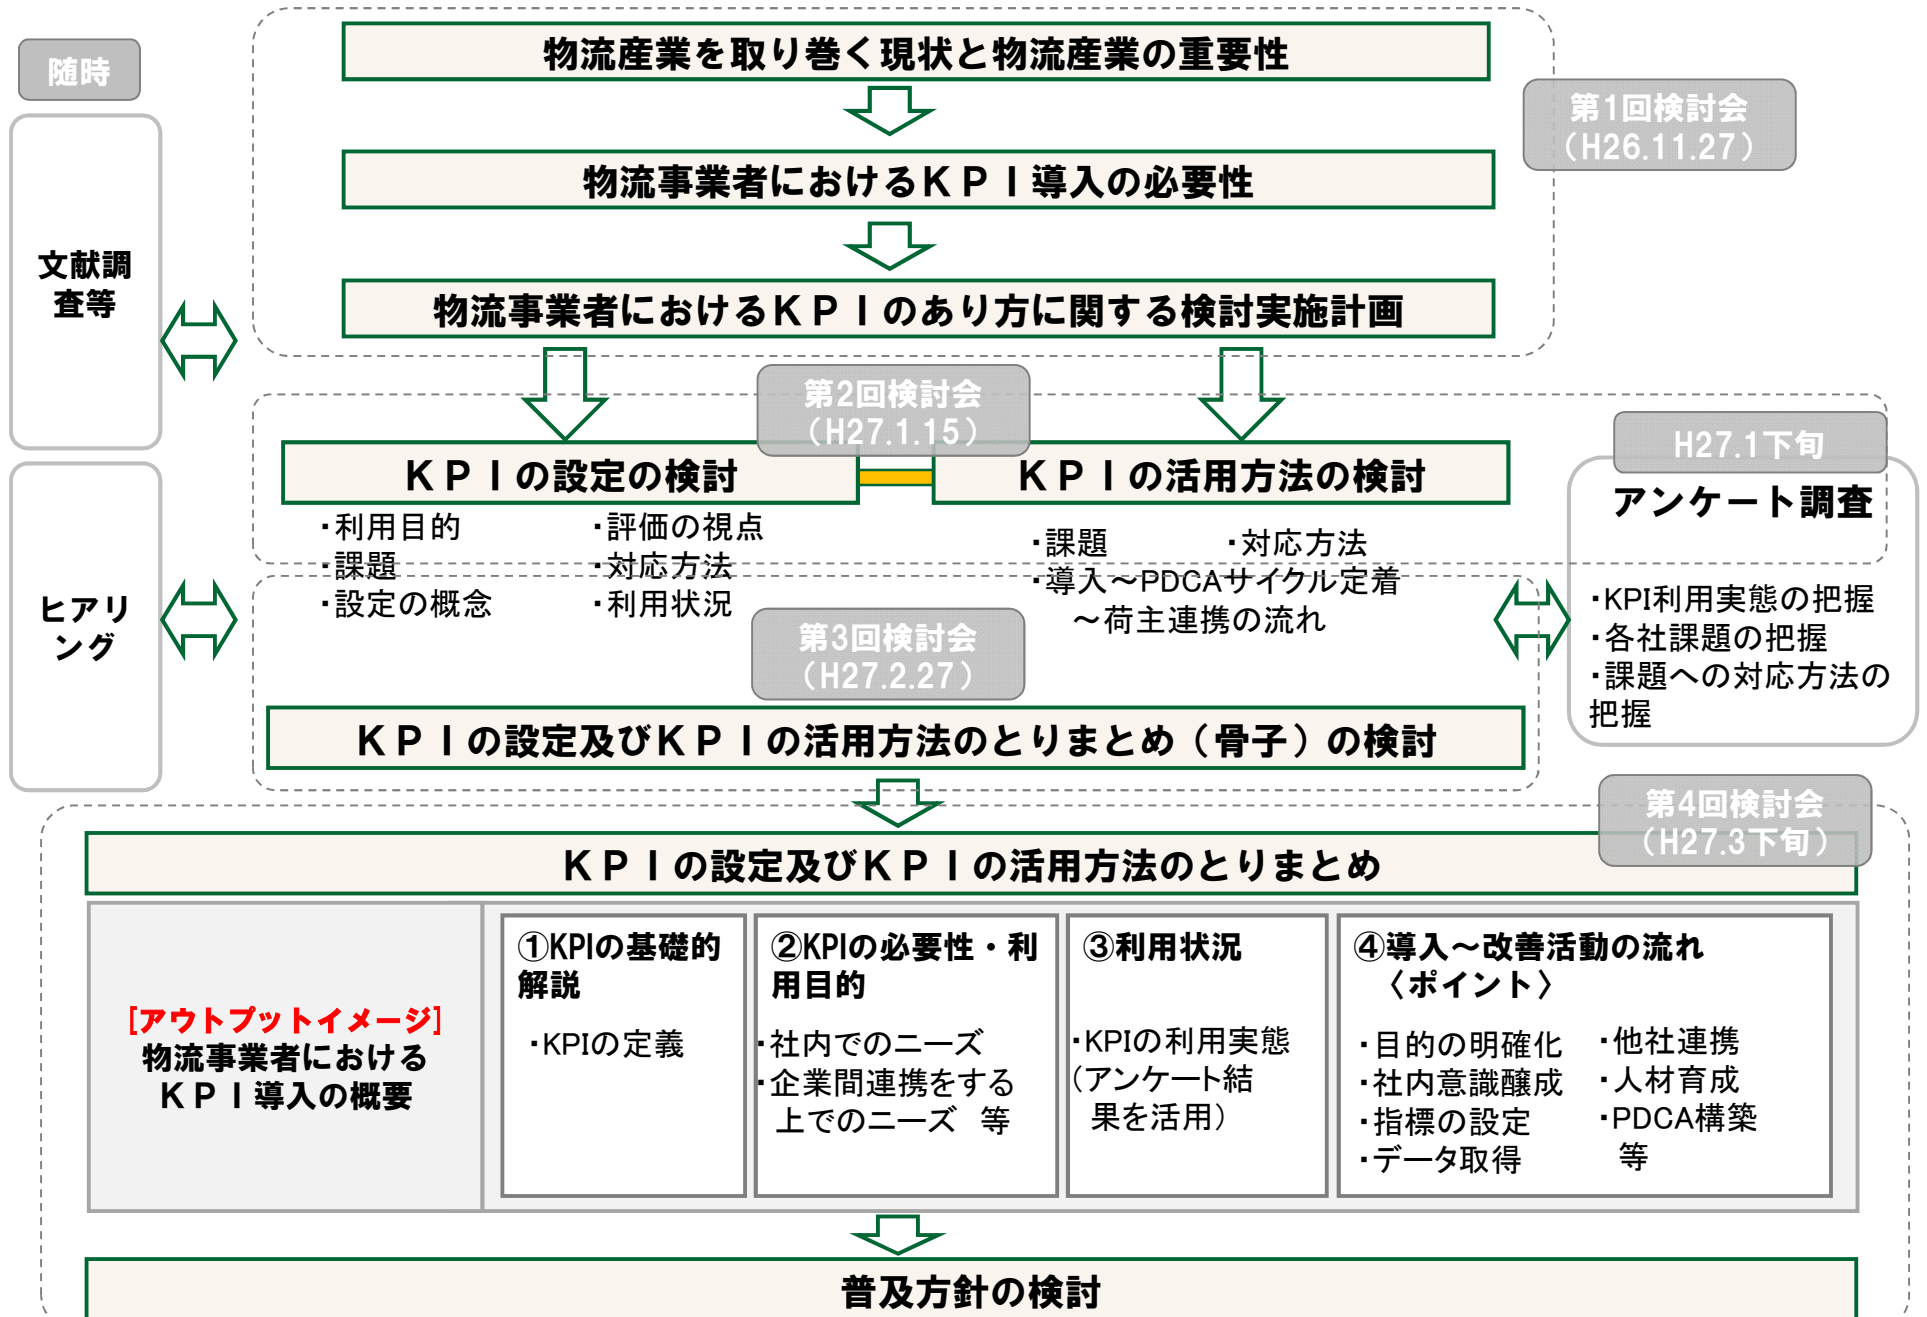 随時
物流産業を取り巻く現状と物流産業の重要性
第1回検討会
（H26.11.27）
物流事業者におけるＫＰＩ導入の必要性
文献調
査等
物流事業者におけるＫＰＩのあり方に関する検討実施計画
第2回検討会
（H27.1.15）
H27.1下旬
ＫＰＩの設定の検討
ＫＰＩの活用方法の検討
アンケート調査
・利用目的
・課題
・設定の概念
・評価の視点
・対応方法
・利用状況
・課題
・対応方法
・導入～PDCAサイクル定着
～荷主連携の流れ
ヒアリ
ング
・KPI利用実態の把握
・各社課題の把握
・課題への対応方法の
把握
第3回検討会
（H27.2.27）
ＫＰＩの設定及びＫＰＩの活用方法のとりまとめ（骨子）の検討
第4回検討会
（H27.3下旬）
ＫＰＩの設定及びＫＰＩの活用方法のとりまとめ
[アウトプットイメージ]
物流事業者における
ＫＰＩ導入の概要
①KPIの基礎的
解説
・KPIの定義
②KPIの必要性・利
用目的
・社内でのニーズ
・企業間連携をする
上でのニーズ　等
③利用状況
・KPIの利用実態
（アンケート結
果を活用）
④導入～改善活動の流れ
〈ポイント〉
・目的の明確化
・社内意識醸成
・指標の設定
・データ取得
・他社連携
・人材育成
・PDCA構築
等
普及方針の検討